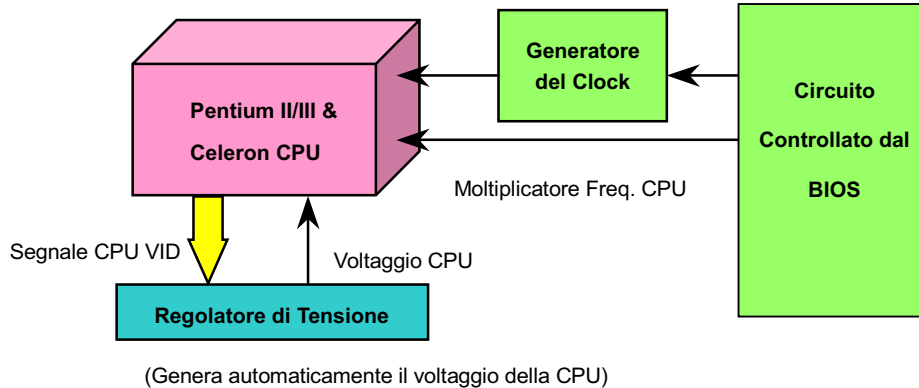 Generatore
del Clock
Pentium II/III &
Celeron CPU
Circuito
Controllato dal
BIOS
Moltiplicatore Freq. CPU
Segnale CPU VID
Voltaggio CPU
Regolatore di Tensione
(Genera automaticamente il voltaggio della CPU)